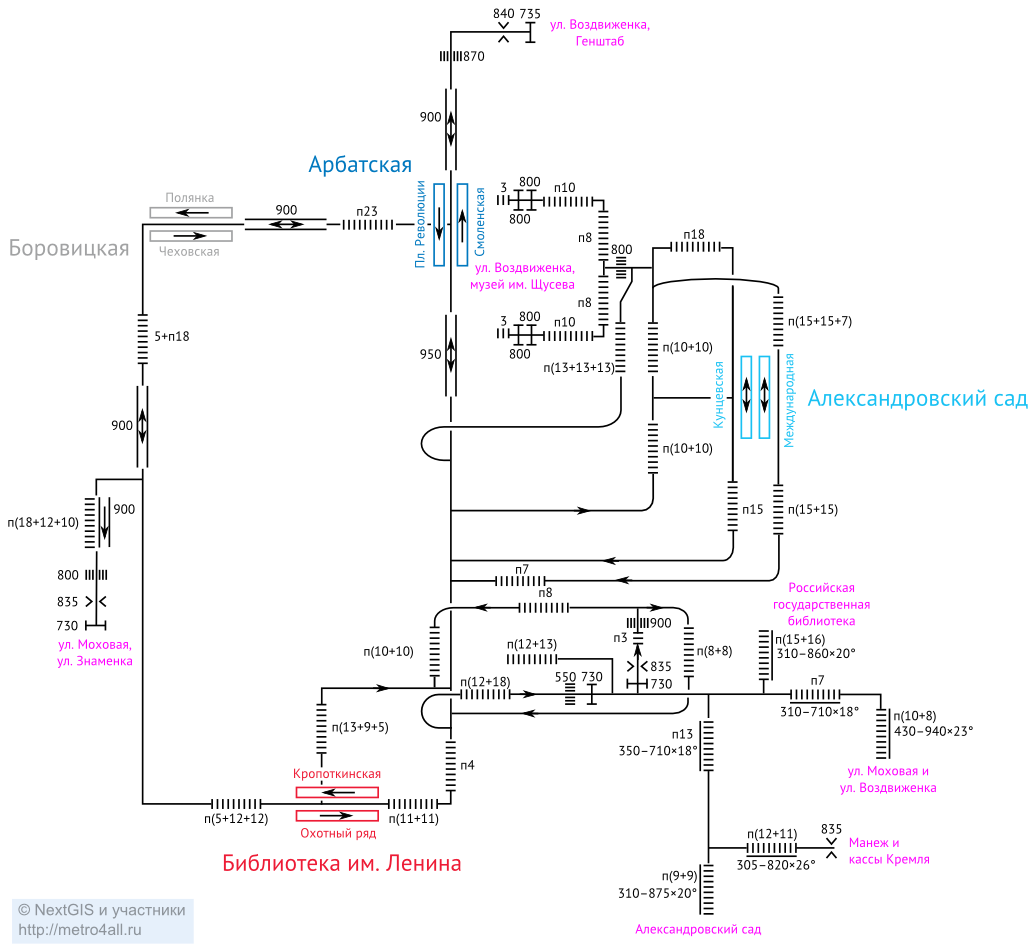 840 735
ул. Воздвиженка,
Генштаб
870
900
Арбатская
Полянка
900
п23
Чеховская
Боровицкая
Пл. Революции
Смоленская
3
800
800
п10
п8
800
п18
ул. Воздвиженка,
музей им. Щусева
п8
3
800
800
п10
п(15+15+7)
5+п18
950
п(13+13+13)
п(10+10)
Кунцевская
Международная
Александровский сад
900
п(10+10)
900
п(18+12+10)
п15
п(15+15)
800
835
730
ул. Моховая,
ул. Знаменка
п7
п8
Российская
государственная
библиотека
900
п3
п(10+10)
п(12+13)
835
730
п(8+8)
п(15+16)
310–860×20°
п(12+18)
550 730
п7
310–710×18°
п(13+9+5)
п13
350–710×18°
п(10+8)
430–940×23°
п4
Кропоткинская
ул. Моховая и
ул. Воздвиженка
п(5+12+12)
п(11+11)
Охотный ряд
Библиотека им. Ленина
п(12+11)
835
305–820×26°
Манеж и
кассы Кремля
п(9+9)
310–875×20°
Александровский сад
© NextGIS и участники
http://metro4all.ru